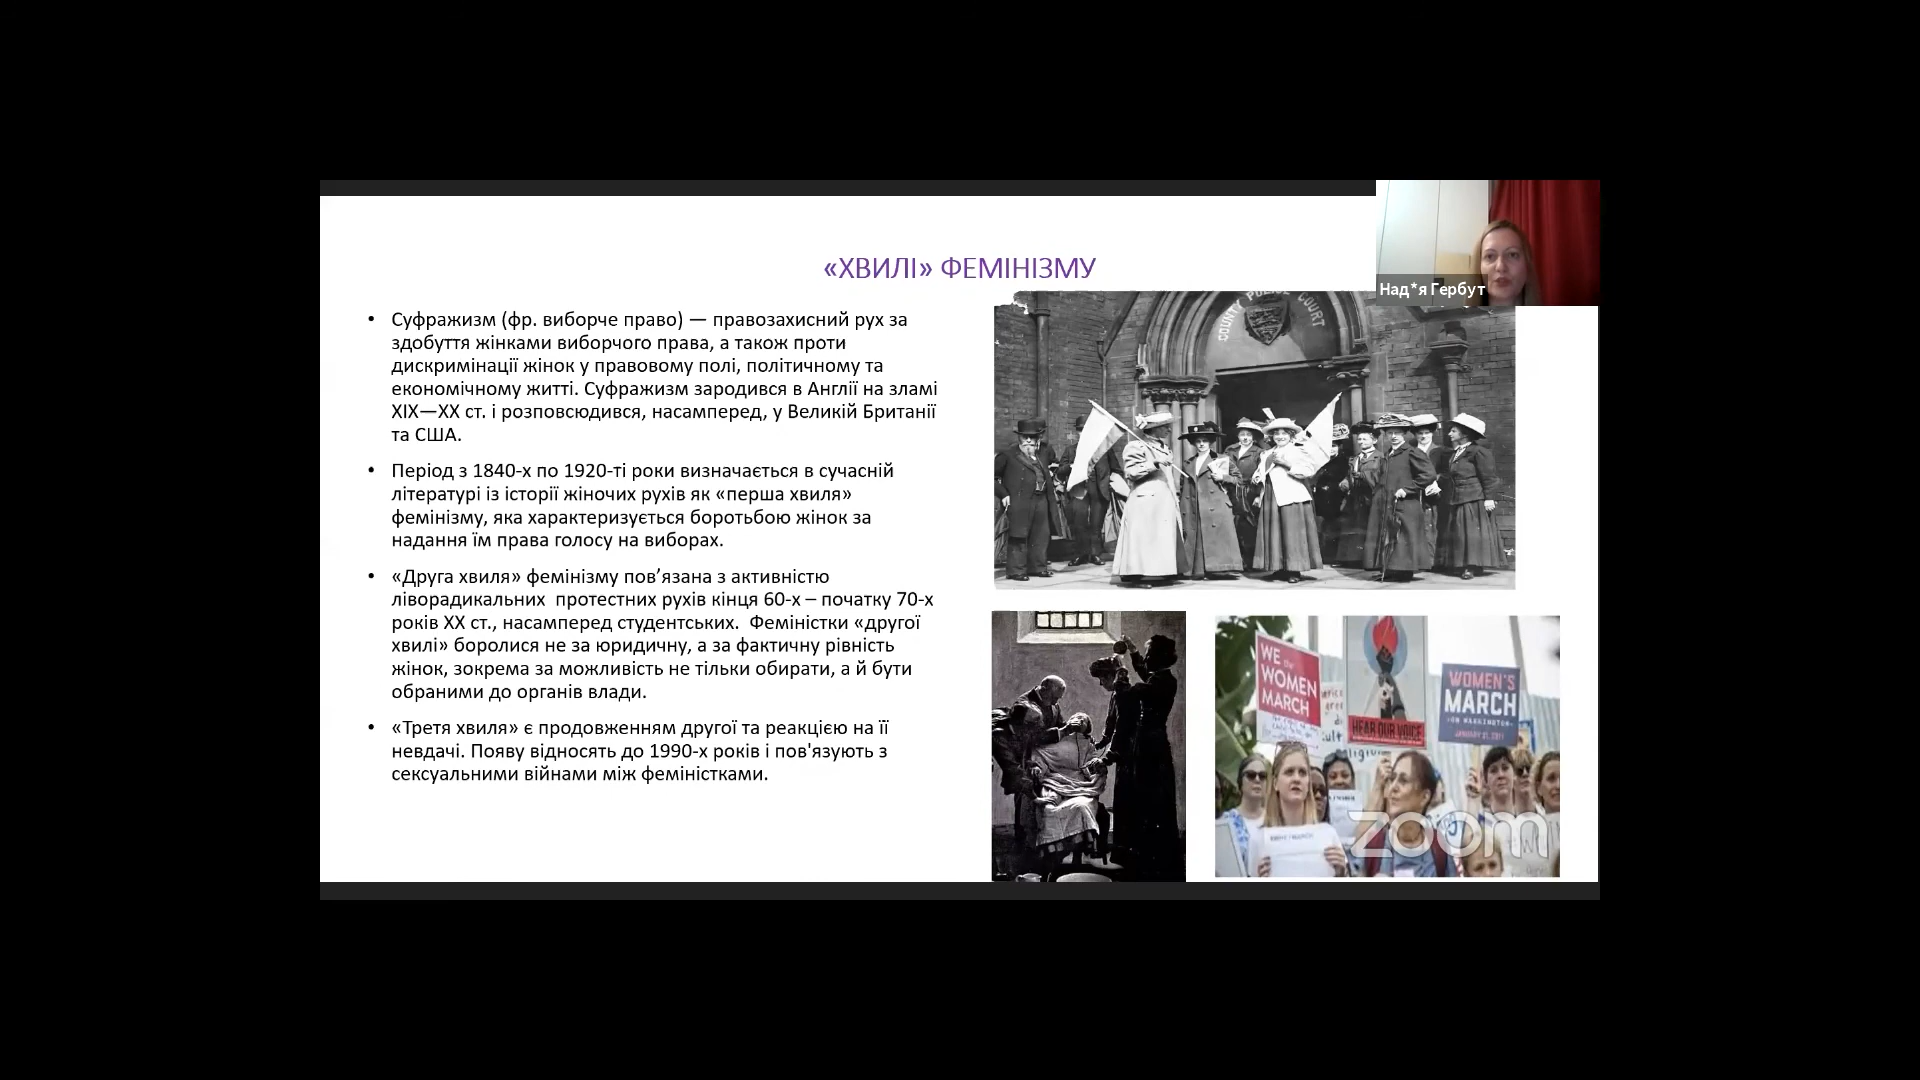 «ХВИЛІ» ФЕМІНІЗМУ
Над*я Гербут
• Суфражизм (фр. виборче право) — правозахисний рух за
здобуття жінками виборчого права, а також проти
дискримінації жінок у правовому полі, політичному та
економічному житті. Суфражизм зародився в Англії на зламі
XIX—XX ст. і розповсюдився, насамперед, у Великій Британії
та США.
• Період з 1840-х по 1920-ті роки визначається в сучасній
літературі із історії жіночих рухів як «перша хвиля»
фемінізму, яка характеризується боротьбою жінок за
надання їм права голосу на виборах.
• «Друга хвиля» фемінізму пов’язана з активністю
ліворадикальних  протестних рухів кінця 60-х – початку 70-х
років ХХ ст., насамперед студентських.  Феміністки «другої
хвилі» боролися не за юридичну, а за фактичну рівність
жінок, зокрема за можливість не тільки обирати, а й бути
обраними до органів влади.
• «Третя хвиля» є продовженням другої та реакцією на її
невдачі. Появу відносять до 1990-х років і пов'язують з
сексуальними війнами між феміністками.
COUNTY POLICE COURT
WE the
WOMEN
MARCH
HEAR OUR VOICE
WOMEN'S
MARCH
ON WASHINGTON
zoom